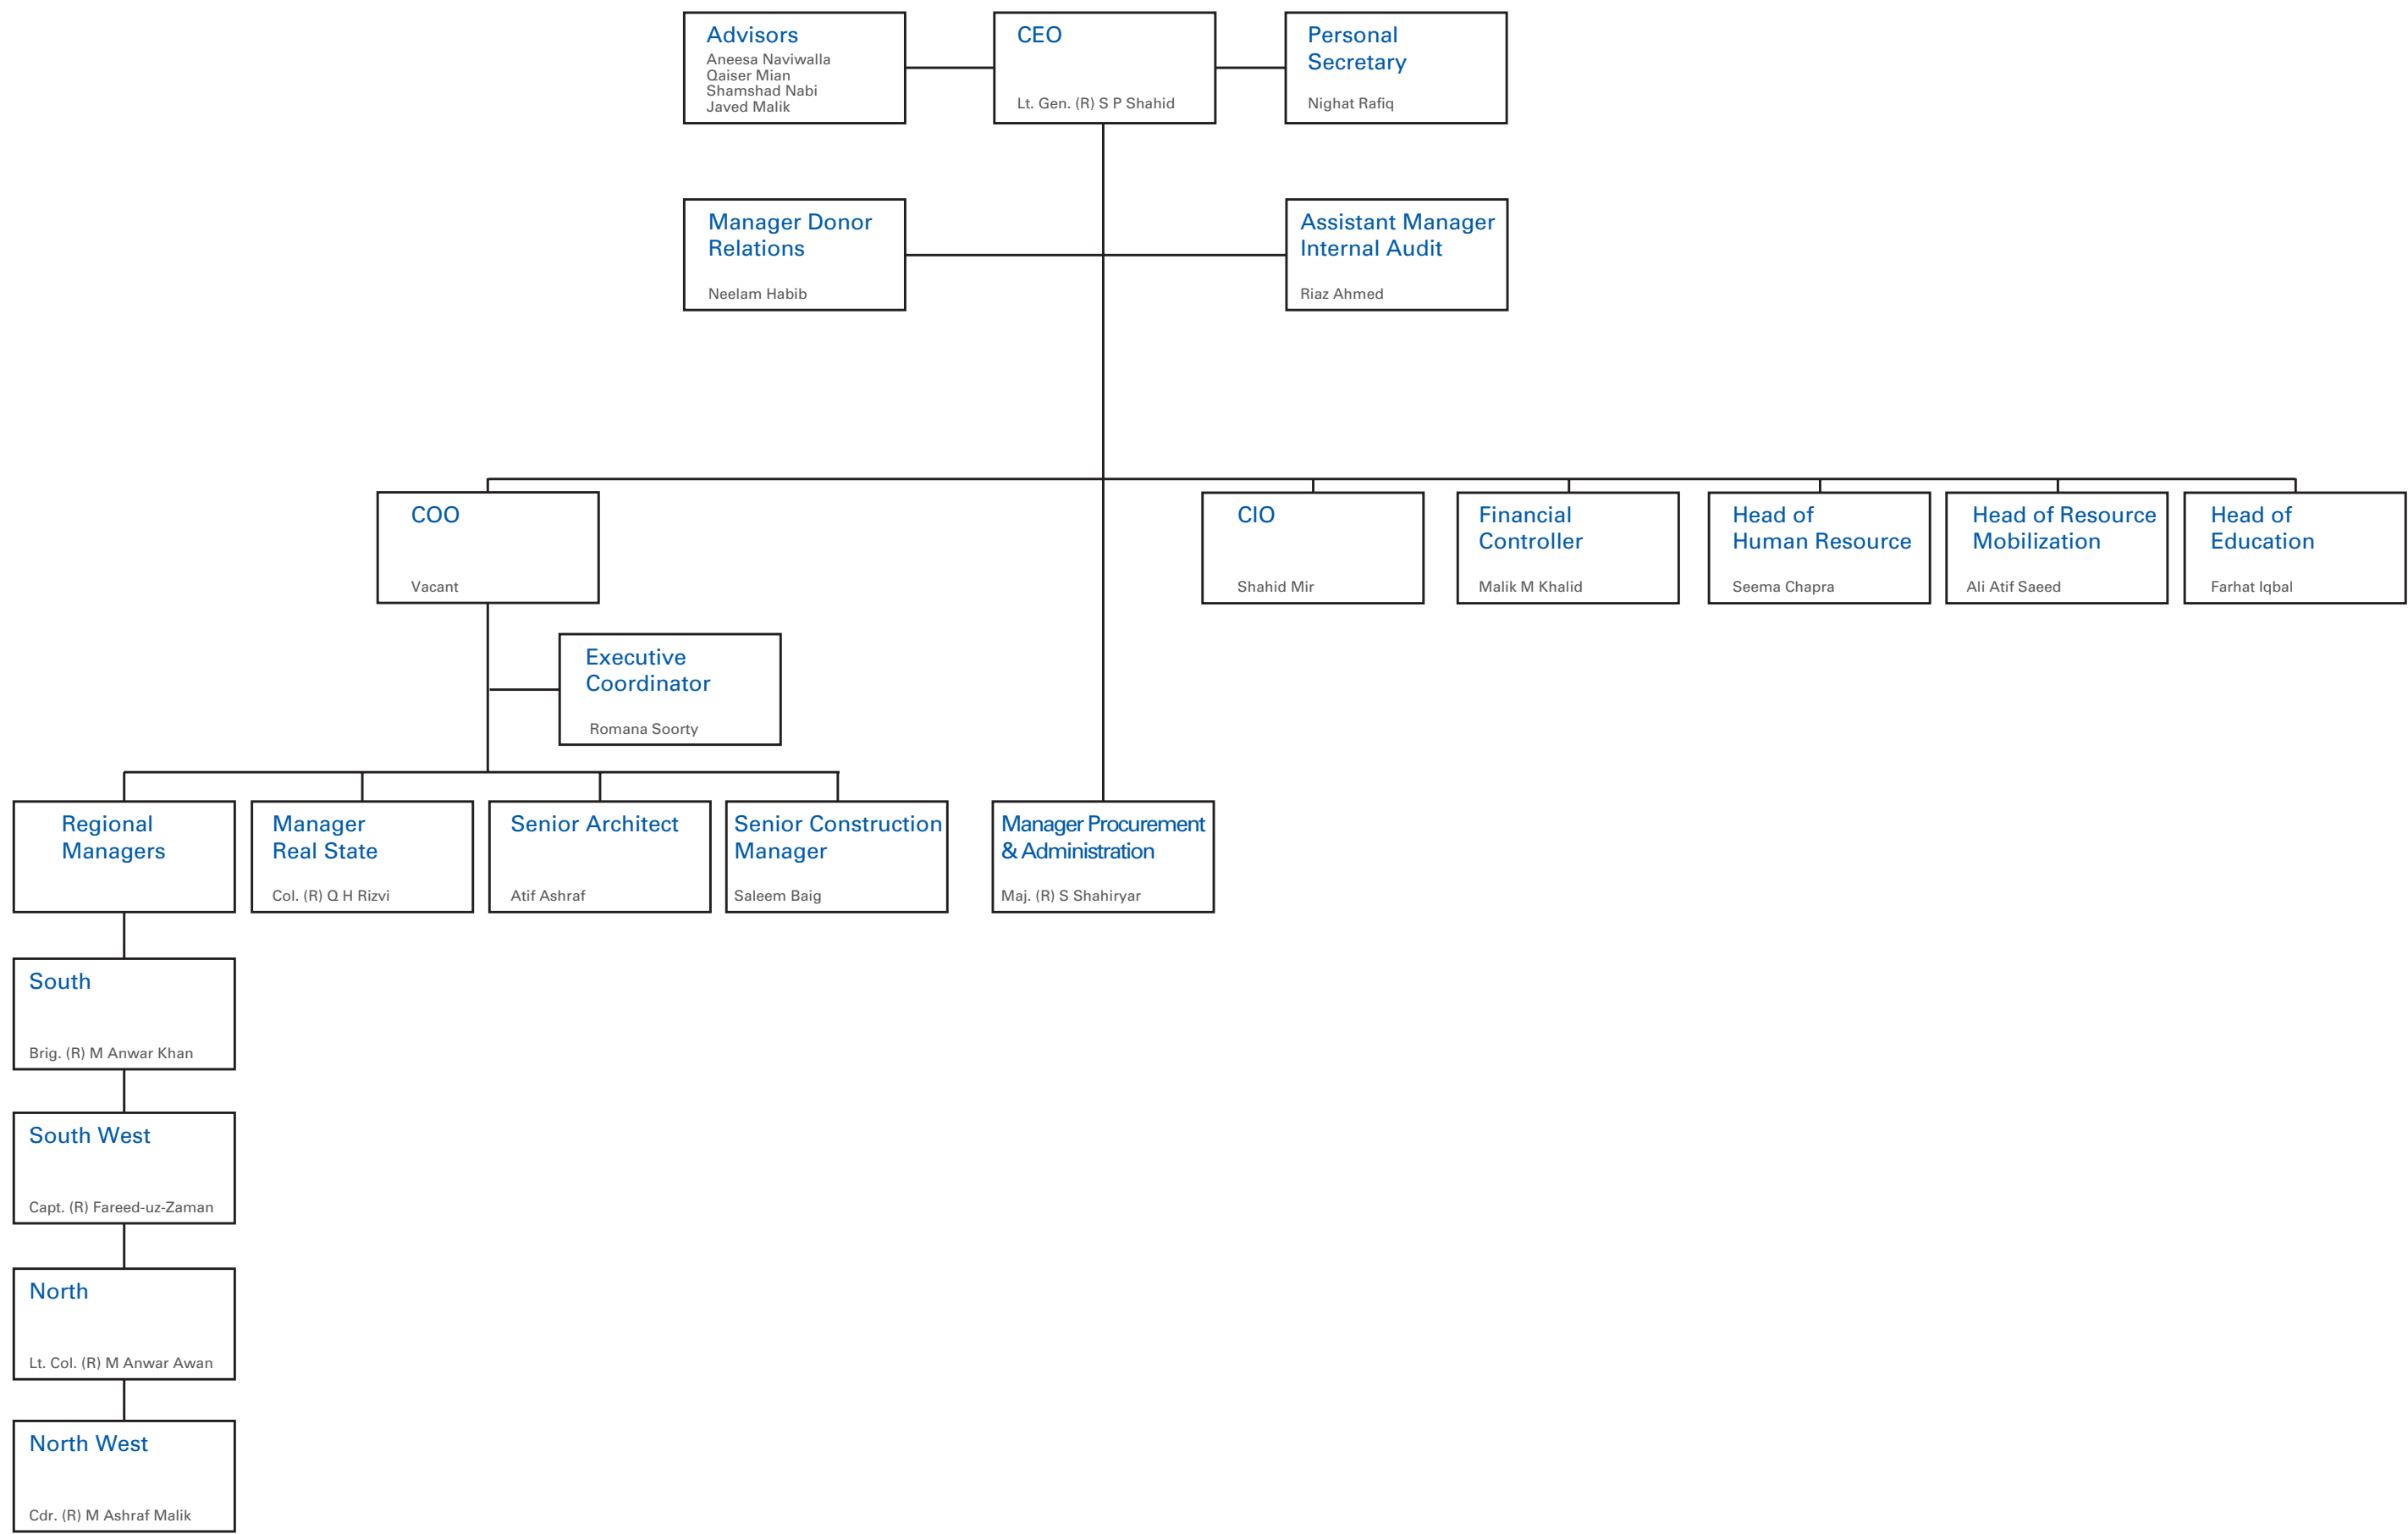 Advisors
Aneesa Naviwalla
Qaiser Mian
Shamshad Nabi
Javed Malik
CEO
Lt. Gen. (R) S P Shahid
Personal
Secretary
Nighat Rafiq
Manager Donor
Relations
Neelam Habib
Assistant Manager
Internal Audit
Riaz Ahmed
COO
Vacant
CIO
Shahid Mir
Financial
Controller
Malik M Khalid
Head of
Human Resource
Seema Chapra
Head of Resource
Mobilization
Ali Atif Saeed
Head of
Education
Farhat Iqbal
Executive
Coordinator
Romana Soorty
Regional
Managers
Manager
Real State
Col. (R) Q H Rizvi
Senior Architect
Atif Ashraf
Senior Construction
Manager
Saleem Baig
Manager Procurement
& Administration
Maj. (R) S Shahiryar
South
Brig. (R) M Anwar Khan
South West
Capt. (R) Fareed-uz-Zaman
North
Lt. Col. (R) M Anwar Awan
North West
Cdr. (R) M Ashraf Malik